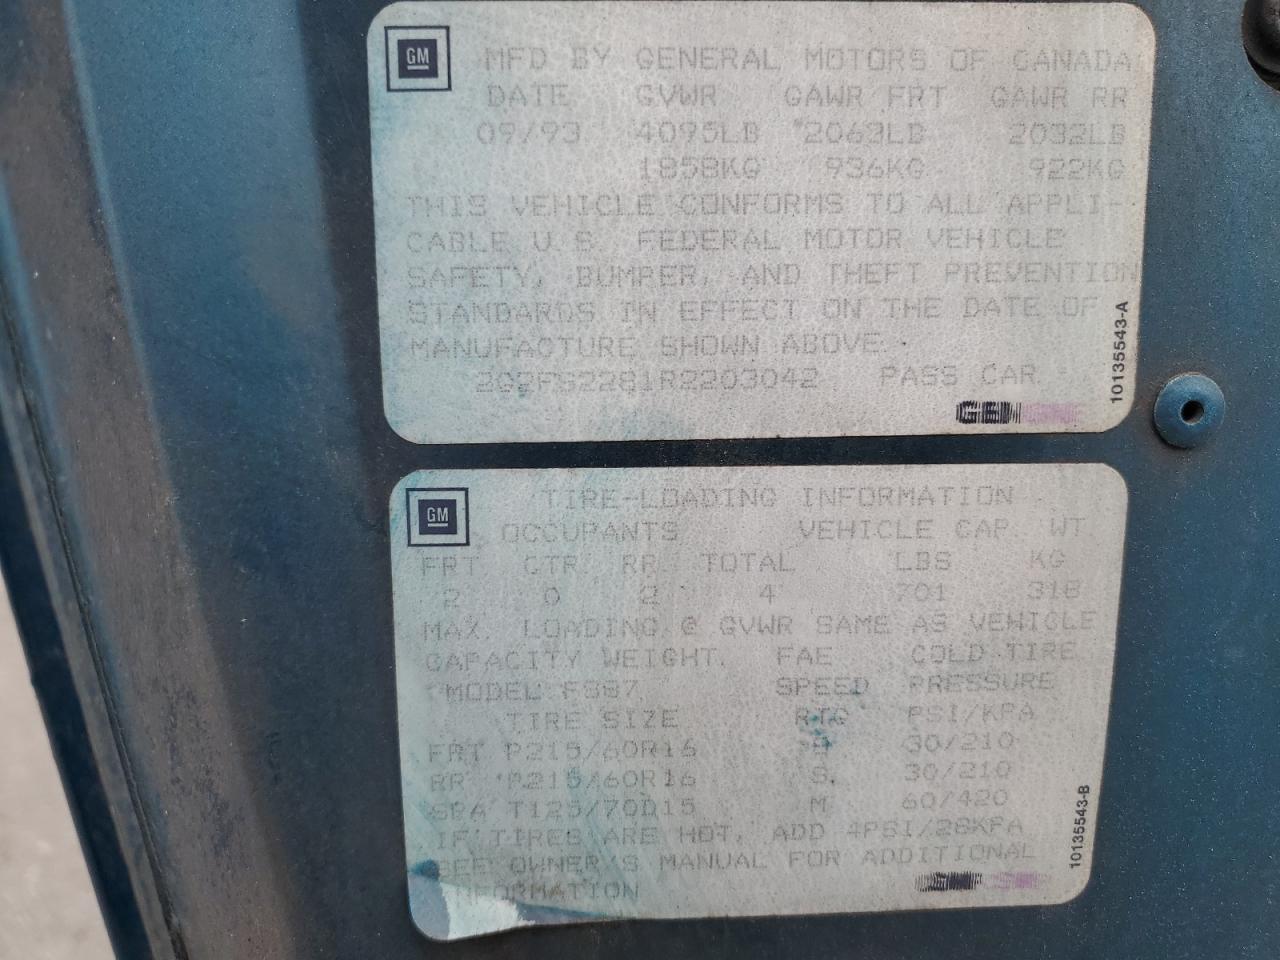 GM
MFD BY GENERAL MOTORS OF CANADA
DATE GVWR GAWR FRT GAWR RR
09/93 4095LB 2063LB 2032LB
1858KG 936KG 922KG
THIS VEHICLE CONFORMS TO ALL APPLI-
CABLE U.S. FEDERAL MOTOR VEHICLE
SAFETY, BUMPER, AND THEFT PREVENTION
STANDARDS IN EFFECT ON THE DATE OF
MANUFACTURE SHOWN ABOVE.
PASS CAR
10135543-A
GM
TIRE-LOADING INFORMATION
OCCUPANTS VEHICLE CAP. WT
FRT CTR RR TOTAL LBS KG
2 0 2 4 701 318
MAX. LOADING @ GVWR SAME AS VEHICLE
CAPACITY WEIGHT. FAE COLD TIRE
MODEL SPEED PRESSURE
TIRE SIZE RTG PSI/KPA
FRT P215/60R16 30/210
RR P215/60R16 S 30/210
SPA T125/70D15 M 60/420
IF TIRES ARE HOT, ADD 4PSI/28KPA
SEE OWNER'S MANUAL FOR ADDITIONAL
INFORMATION
10135543-B